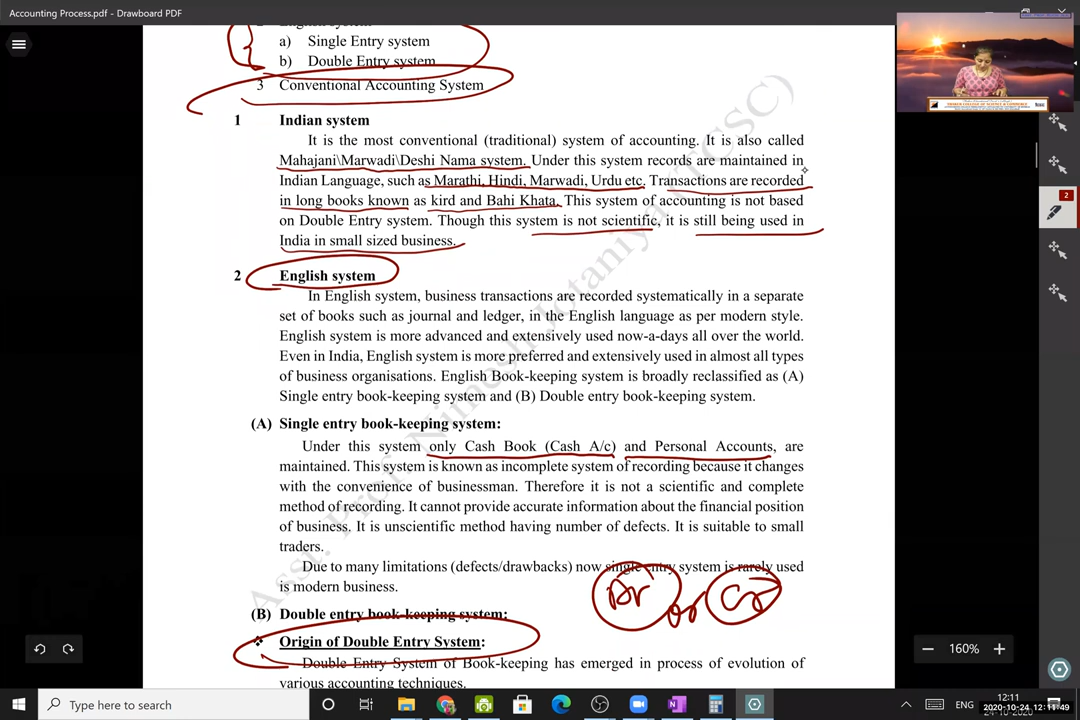 Accounting Process.pdf - Drawboard PDF
a) Single Entry system
b) Double Entry system
3 Conventional Accounting System
1 Indian system
It is the most conventional (traditional) system of accounting. It is also called
Mahajani\Marwadi\Deshi Nama system. Under this system records are maintained in
Indian Language, such as Marathi, Hindi, Marwadi, Urdu etc. Transactions are recorded
in long books known as kird and Bahi Khata. This system of accounting is not based
on Double Entry system. Though this system is not scientific, it is still being used in
India in small sized business.
2 English system
In English system, business transactions are recorded systematically in a separate
set of books such as journal and ledger, in the English language as per modern style.
English system is more advanced and extensively used now-a-days all over the world.
Even in India, English system is more preferred and extensively used in almost all types
of business organisations. English Book-keeping system is broadly reclassified as (A)
Single entry book-keeping system and (B) Double entry book-keeping system.
(A) Single entry book-keeping system:
Under this system only Cash Book (Cash A/c) and Personal Accounts, are
maintained. This system is known as incomplete system of recording because it changes
with the convenience of businessman. Therefore it is not a scientific and complete
method of recording. It cannot provide accurate information about the financial position
of business. It is unscientific method having number of defects. It is suitable to small
traders.
Due to many limitations (defects/drawbacks) now single entry system is rarely used
is modern business.
Dr or Cr
(B) Double entry book-keeping system:
❖ Origin of Double Entry System:
Double Entry System of Book-keeping has emerged in process of evolution of
various accounting techniques.
Assr. Prof. Nimesh Jotaniya (TCSC)
2
160%
Type here to search
ENG
12:11
24-10-2020
2020-10-24 12:11:49